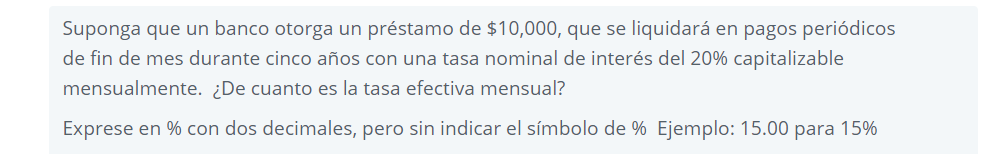 Suponga que un banco otorga un préstamo de $10,000, que se liquidará en pagos periódicos
de fin de mes durante cinco años con una tasa nominal de interés del 20% capitalizable
mensualmente.  ¿De cuanto es la tasa efectiva mensual?
Exprese en % con dos decimales, pero sin indicar el símbolo de %  Ejemplo: 15.00 para 15%